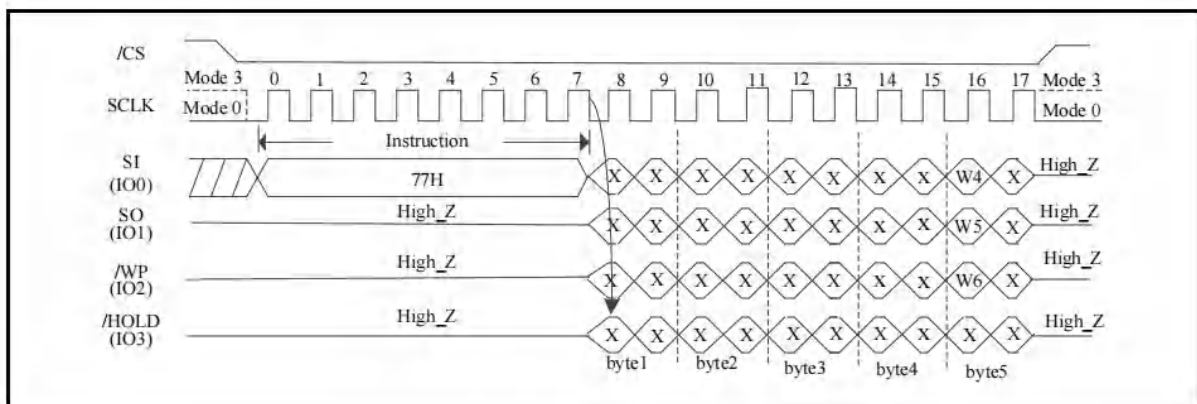 /CS
Mode 3 0 1 2 3 4 5 6 7 8 9 10 11 12 13 14 15 16 17 Mode 3
SCLK Mode 0 Mode 0
Instruction
SI
(IO0)
77H X X X X X X X X W4 X High_Z
SO
(IO1)
High_Z X X X X X X X X W5 X High_Z
/WP
(IO2)
High_Z X X X X X X X X W6 X High_Z
/HOLD
(IO3)
High_Z X X X X X X X X X X High_Z
byte1 byte2 byte3 byte4 byte5